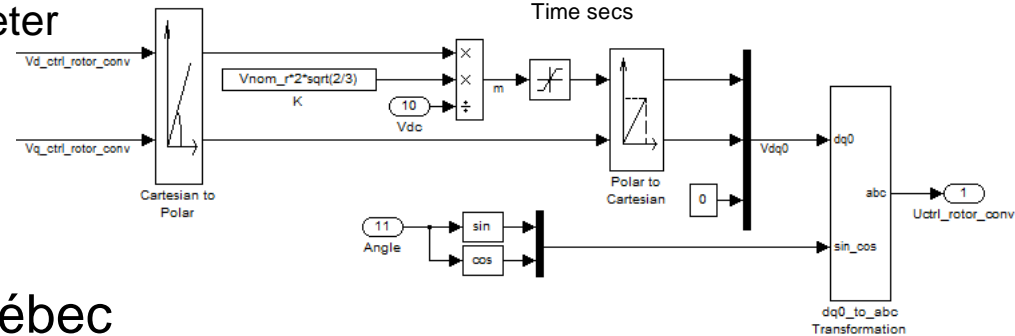 eter
Time secs
Vd_ctrl_rotor_conv
Vnom_r*2*sqrt(2/3)
K
×
×
÷
m
10
Vdc
Vq_ctrl_rotor_conv
Cartesian to
Polar
Polar to
Cartesian
0
Vdq0
dq0
abc
sin_cos
1
Uctrl_rotor_conv
11
Angle
sin
cos
dq0_to_abc
Transformation
ébec